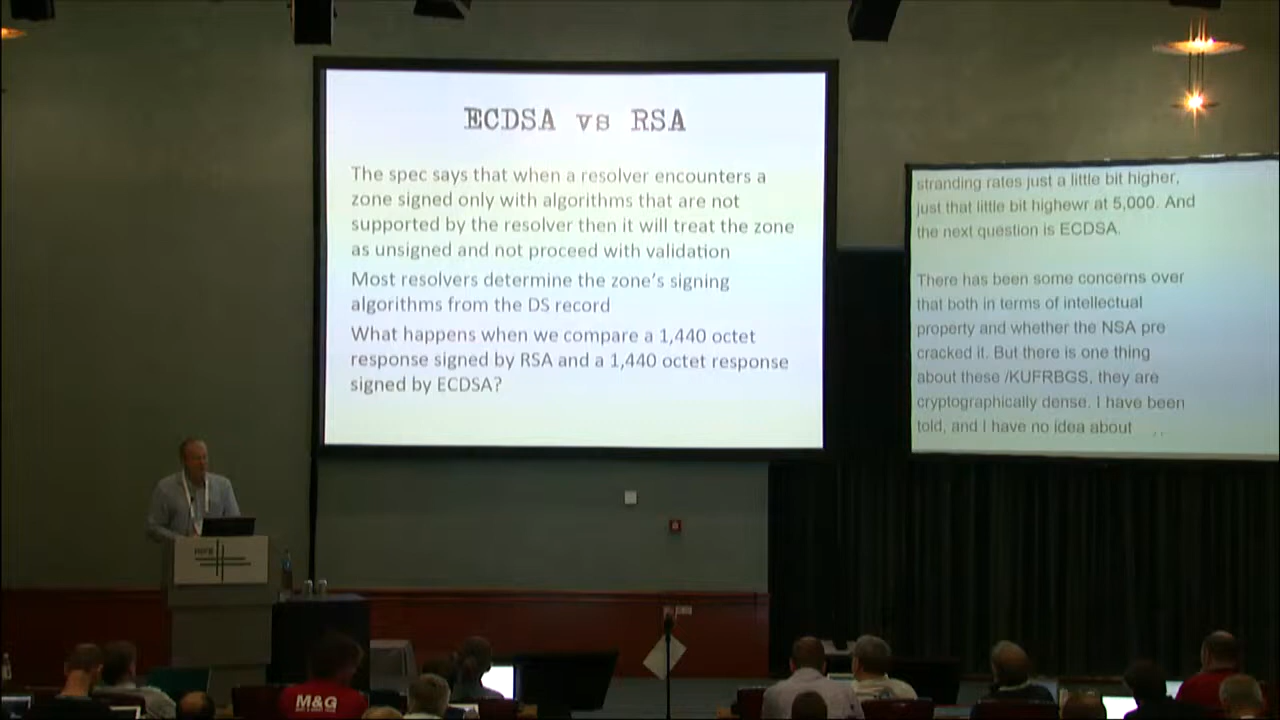 ECDSA vs RSA
The spec says that when a resolver encounters a
zone signed only with algorithms that are not
supported by the resolver then it will treat the zone
as unsigned and not proceed with validation
Most resolvers determine the zone's signing
algorithms from the DS record
What happens when we compare a 1,440 octet
response signed by RSA and a 1,440 octet response
signed by ECDSA?
stranding rates just a little bit higher,
just that little bit highewr at 5,000. And
the next question is ECDSA.
There has been some concerns over
that both in terms of intellectual
property and whether the NSA pre
cracked it. But there is one thing
about these /KUFRBGS, they are
cryptographically dense. I have been
told, and I have no idea about
M&G